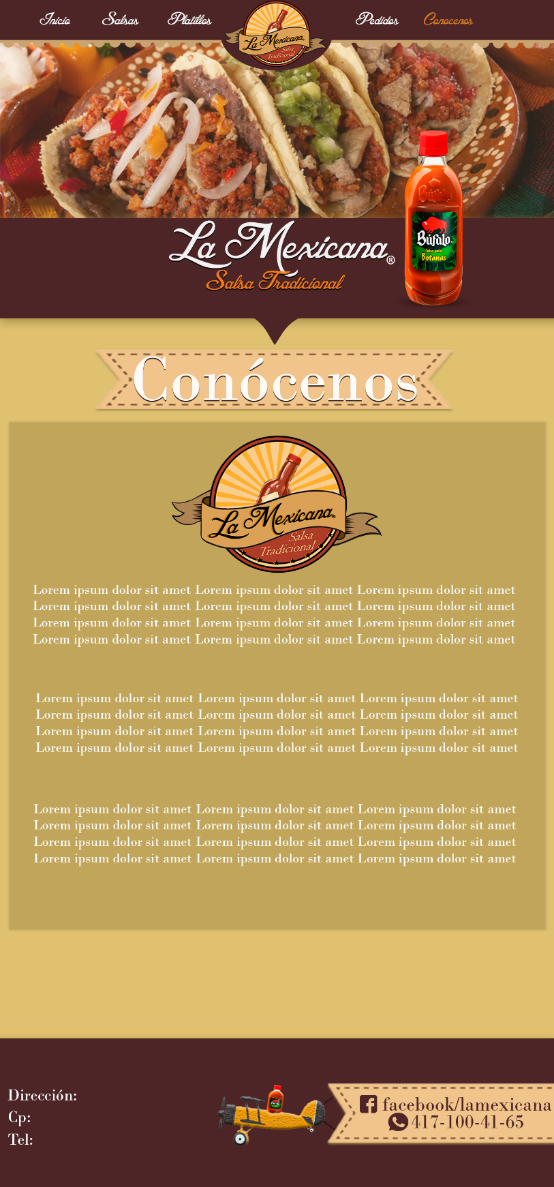 Inicio Salsas Platillos La Mexicana Salsa Tradicional Pedidos Conocenos
Búfalo
Salsa para
Botanas
La Mexicana®
Salsa Tradicional
Conócenos
La Mexicana
Salsa
Tradicional
Lorem ipsum dolor sit amet Lorem ipsum dolor sit amet Lorem ipsum dolor sit amet
Lorem ipsum dolor sit amet Lorem ipsum dolor sit amet Lorem ipsum dolor sit amet
Lorem ipsum dolor sit amet Lorem ipsum dolor sit amet Lorem ipsum dolor sit amet
Lorem ipsum dolor sit amet Lorem ipsum dolor sit amet Lorem ipsum dolor sit amet
Lorem ipsum dolor sit amet Lorem ipsum dolor sit amet Lorem ipsum dolor sit amet
Lorem ipsum dolor sit amet Lorem ipsum dolor sit amet Lorem ipsum dolor sit amet
Lorem ipsum dolor sit amet Lorem ipsum dolor sit amet Lorem ipsum dolor sit amet
Lorem ipsum dolor sit amet Lorem ipsum dolor sit amet Lorem ipsum dolor sit amet
Lorem ipsum dolor sit amet Lorem ipsum dolor sit amet Lorem ipsum dolor sit amet
Lorem ipsum dolor sit amet Lorem ipsum dolor sit amet Lorem ipsum dolor sit amet
Lorem ipsum dolor sit amet Lorem ipsum dolor sit amet Lorem ipsum dolor sit amet
Lorem ipsum dolor sit amet Lorem ipsum dolor sit amet Lorem ipsum dolor sit amet
Dirección:
Cp:
Tel:
facebook/lamexicana
417-100-41-65